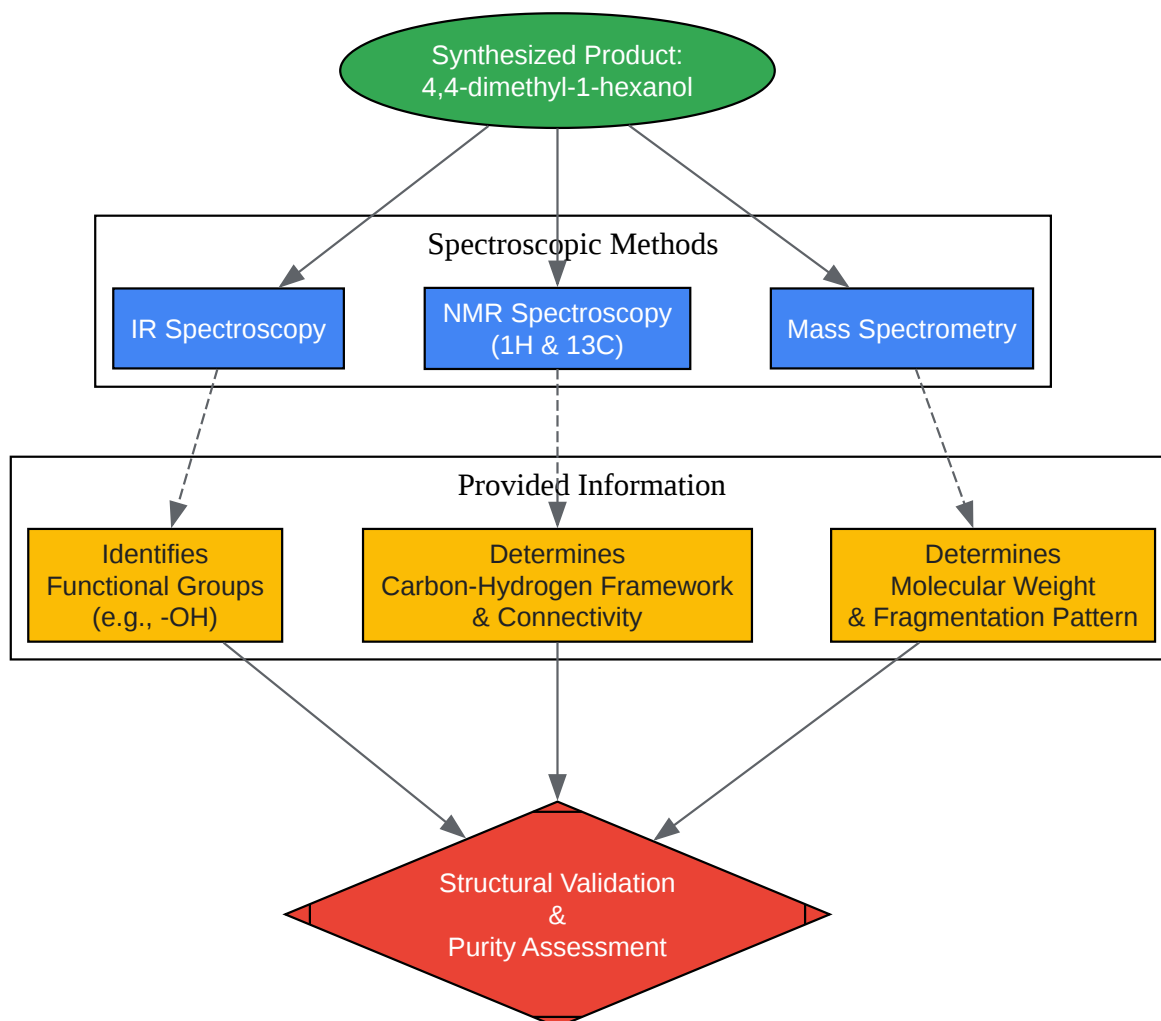 Synthesized Product:
4,4-dimethyl-1-hexanol
Spectroscopic Methods
IR Spectroscopy
NMR Spectroscopy
(1H & 13C)
Mass Spectrometry
Provided Information
Identifies
Functional Groups
(e.g., -OH)
Determines
Carbon-Hydrogen Framework
& Connectivity
Determines
Molecular Weight
& Fragmentation Pattern
Structural Validation
&
Purity Assessment